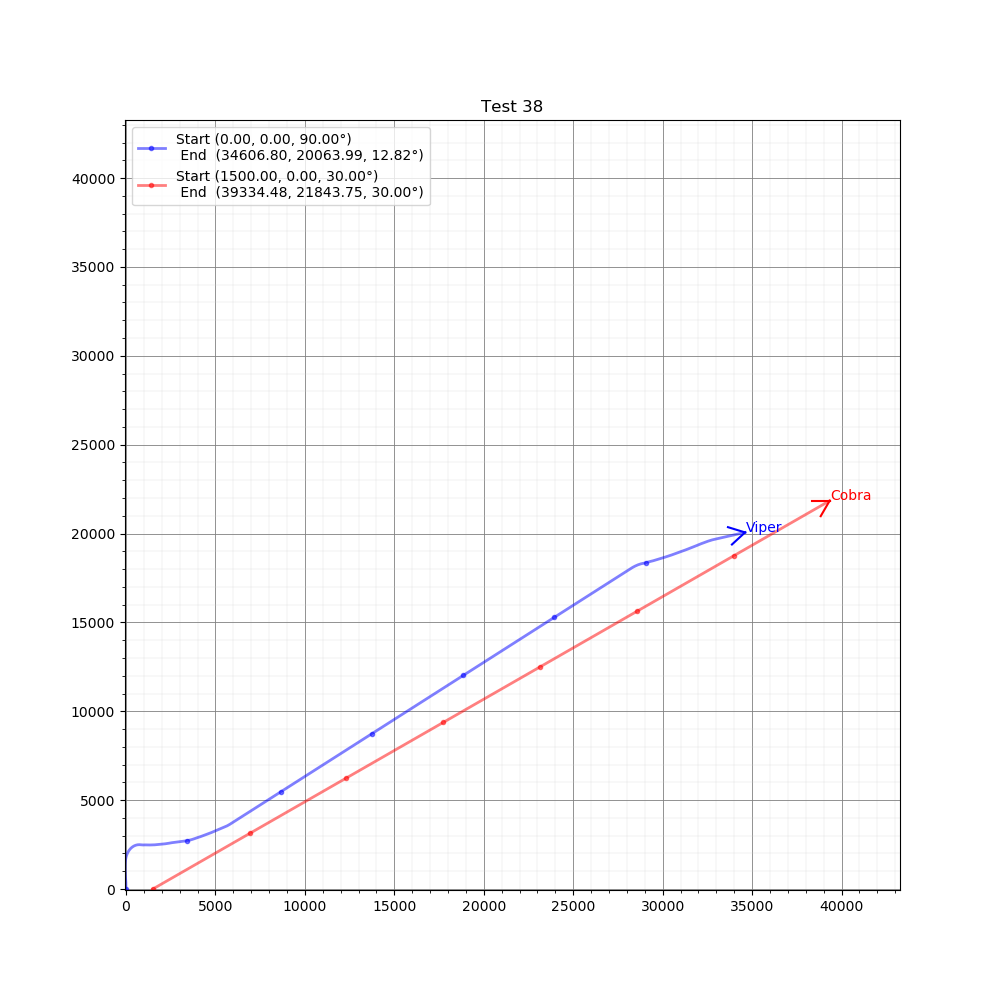 Test 38
Start (0.00, 0.00, 90.00°)
End (34606.80, 20063.99, 12.82°)
Start (1500.00, 0.00, 30.00°)
End (39334.48, 21843.75, 30.00°)
40000
35000
30000
25000
20000
15000
10000
5000
0
Cobra
Viper
0 5000 10000 15000 20000 25000 30000 35000 40000